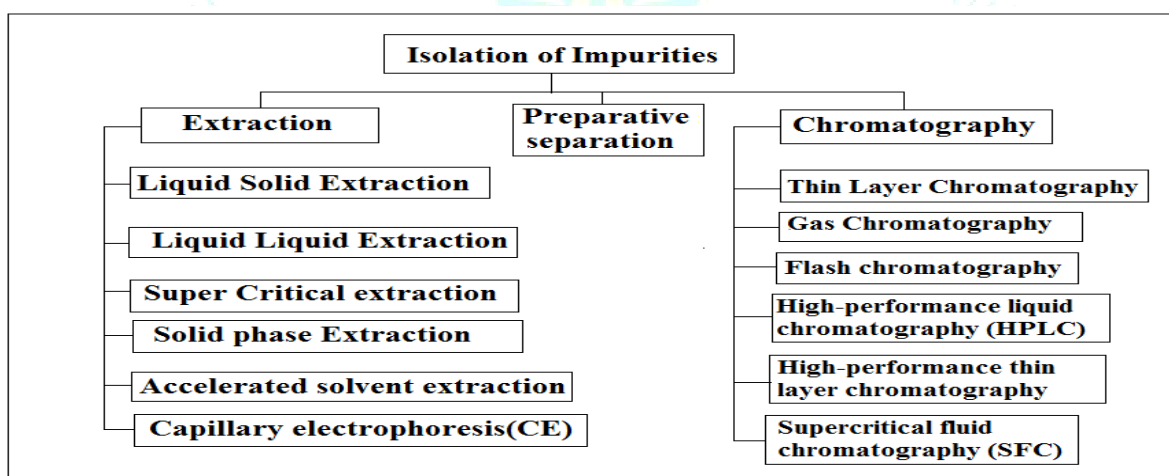 Isolation of Impurities
Extraction
Preparative
separation
Chromatography
Liquid Solid Extraction
Liquid Liquid Extraction
Super Critical extraction
Solid phase Extraction
Accelerated solvent extraction
Capillary electrophoresis(CE)
Thin Layer Chromatography
Gas Chromatography
Flash chromatography
High-performance liquid
chromatography (HPLC)
High-performance thin
layer chromatography
Supercritical fluid
chromatography (SFC)